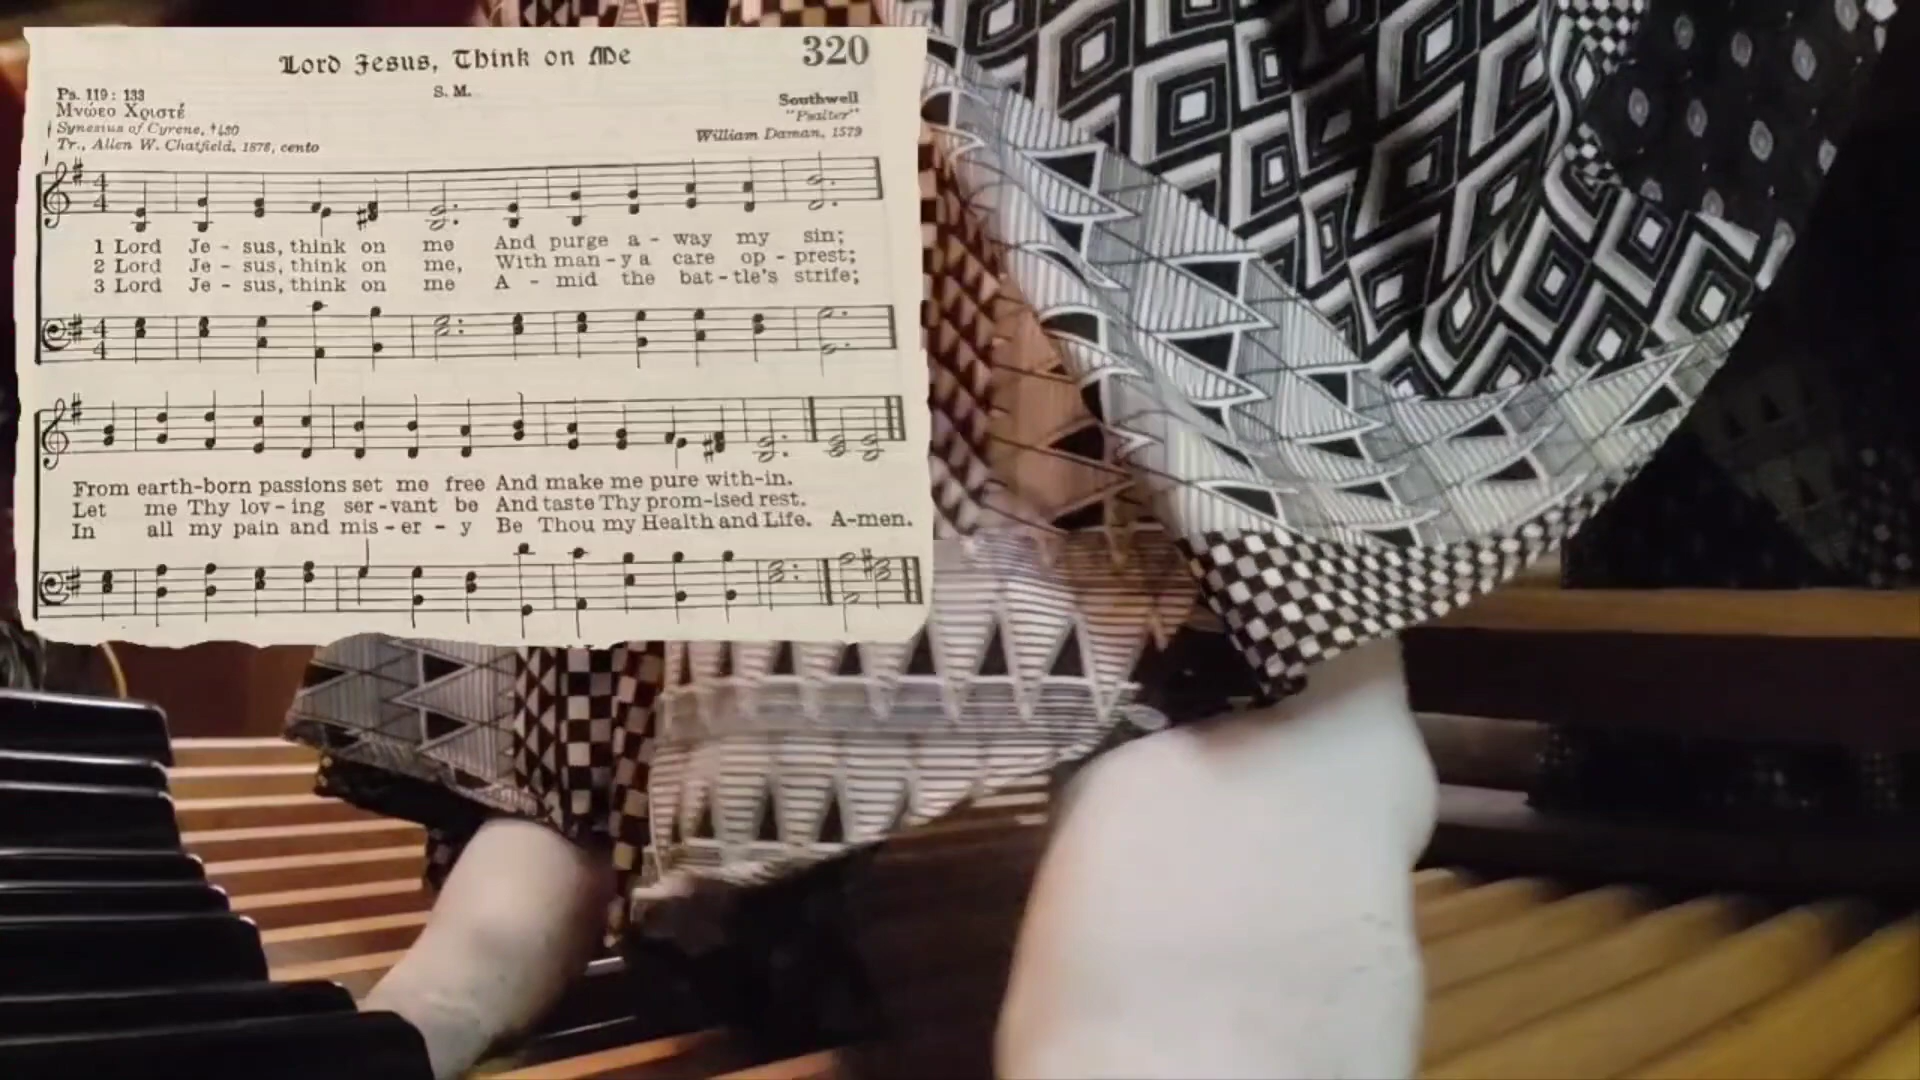 Lord Jesus, Think on Me
320
Ps. 119: 133
S. M.
Southwell
Μνώεο Χριστέ
"Psalter"
Synesius of Cyrene, †430
William Daman, 1579
Tr., Allen W. Chatfield, 1876, cento
1 Lord Je - sus, think on me And purge a - way my sin;
2 Lord Je - sus, think on me, With man - y a care op - prest;
3 Lord Je - sus, think on me A - mid the bat - tle's strife;
From earth-born passions set me free And make me pure with-in.
Let me Thy lov - ing ser - vant be And taste Thy prom-ised rest.
In all my pain and mis - er - y Be Thou my Health and Life. A-men.